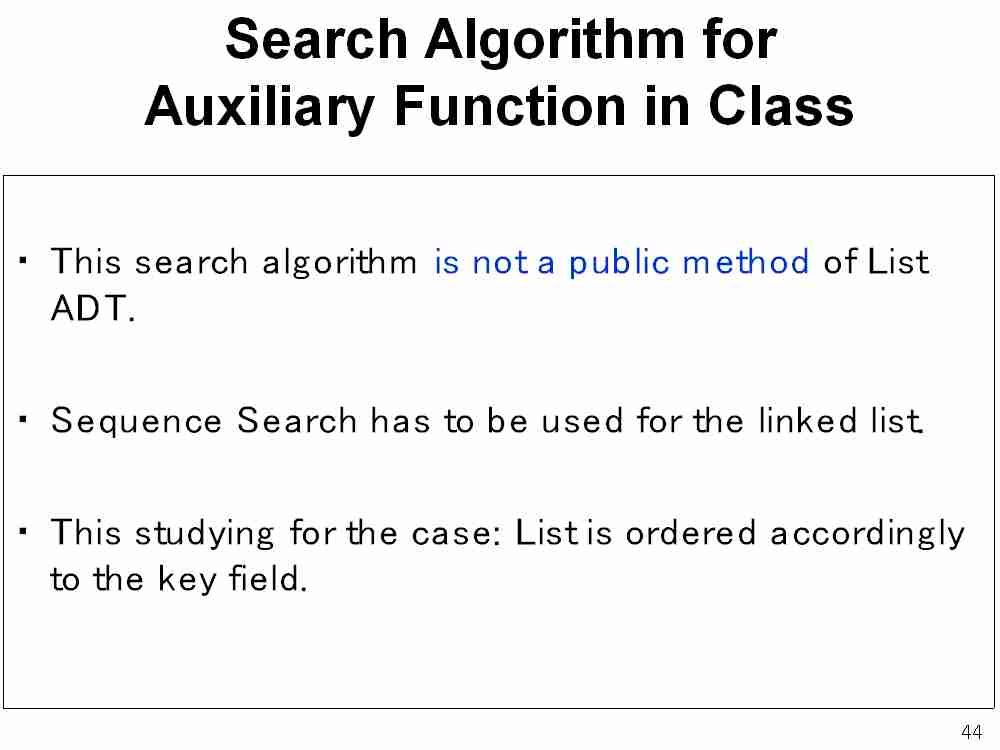 Search Algorithm for
Auxiliary Function in Class
· This search algorithm is not a public method of List
ADT.
· Sequence Search has to be used for the linked list.
· This studying for the case: List is ordered accordingly
to the key field.
44